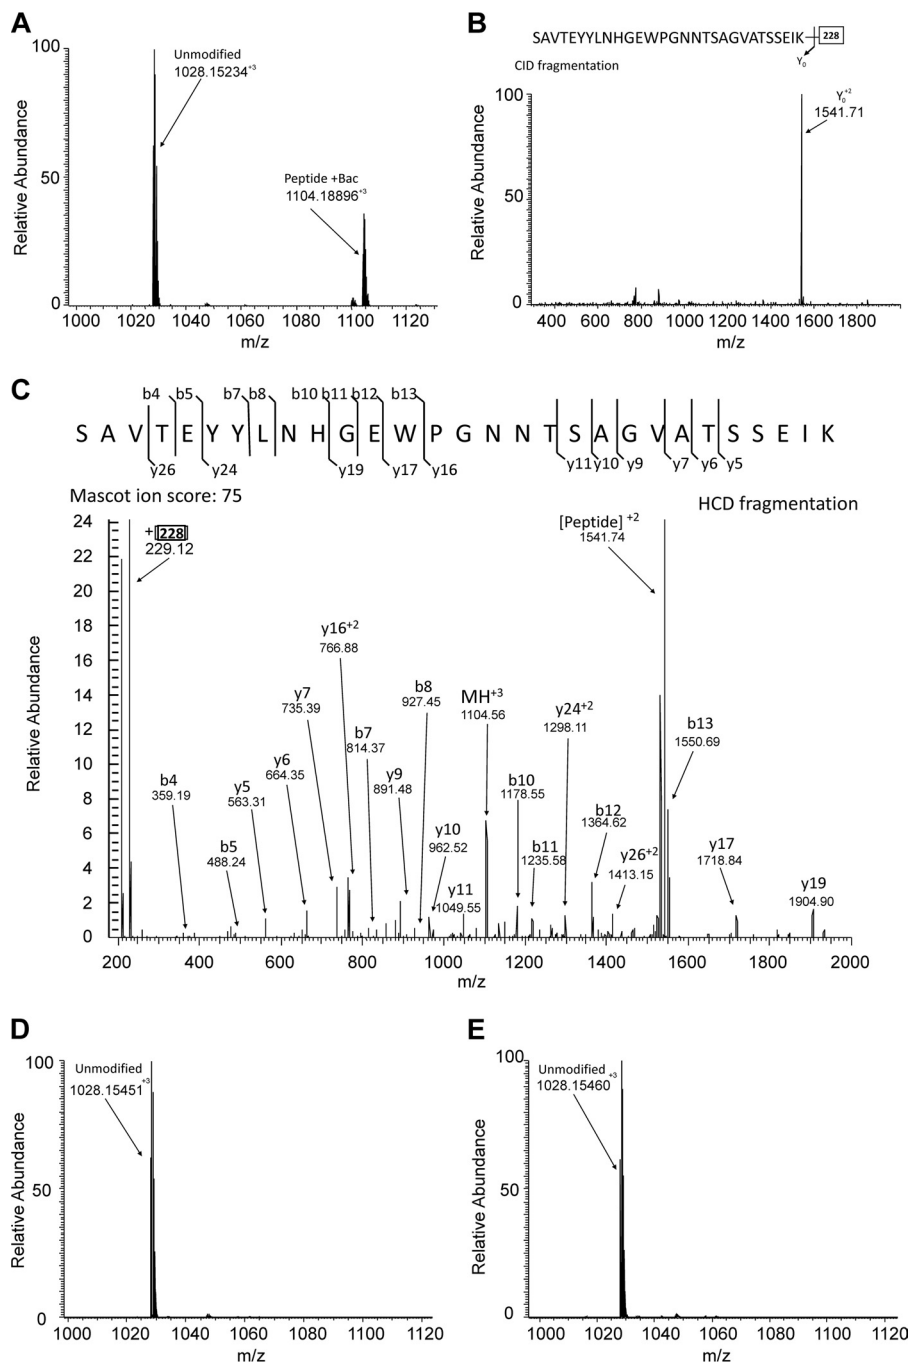 A
100
Unmodified
1028.15234+3
Peptide +Bac
1104.18896+3
50
0
Relative Abundance
1000 1020 1040 1060 1080 1100 1120
m/z
B
SAVTEYYLNHGEWPGNNTSAGVATSSEIK 228
Y0
CID fragmentation
100
Y0+2
1541.71
50
0
Relative Abundance
400 600 800 1000 1200 1400 1600 1800
m/z
C
b4 b5 b7 b8 b10 b11 b12 b13
S A V T E Y Y L N H G E W P G N N T S A G V A T S S E I K
y26 y24 y19 y17 y16 y11 y10 y9 y7 y6 y5
Mascot ion score: 75
HCD fragmentation
+ [228]
229.12
[Peptide] +2
1541.74
y16+2
766.88
y7
735.39
b8
927.45
MH+3
1104.56
y24+2
1298.11
b13
1550.69
b7
814.37
y6
664.35
y9
891.48
b4
359.19
y5
563.31
b10
1178.55
b12
1364.62
y10
962.52
b5
488.24
b11
1235.58
y26+2
1413.15
y17
1718.84
y11
1049.55
y19
1904.90
24
22
20
18
16
14
12
10
8
6
4
2
0
Relative Abundance
200 400 600 800 1000 1200 1400 1600 1800 2000
m/z
D
100
Unmodified
1028.15451+3
50
0
Relative Abundance
1000 1020 1040 1060 1080 1100 1120
m/z
E
100
Unmodified
1028.15460+3
50
0
Relative Abundance
1000 1020 1040 1060 1080 1100 1120
m/z